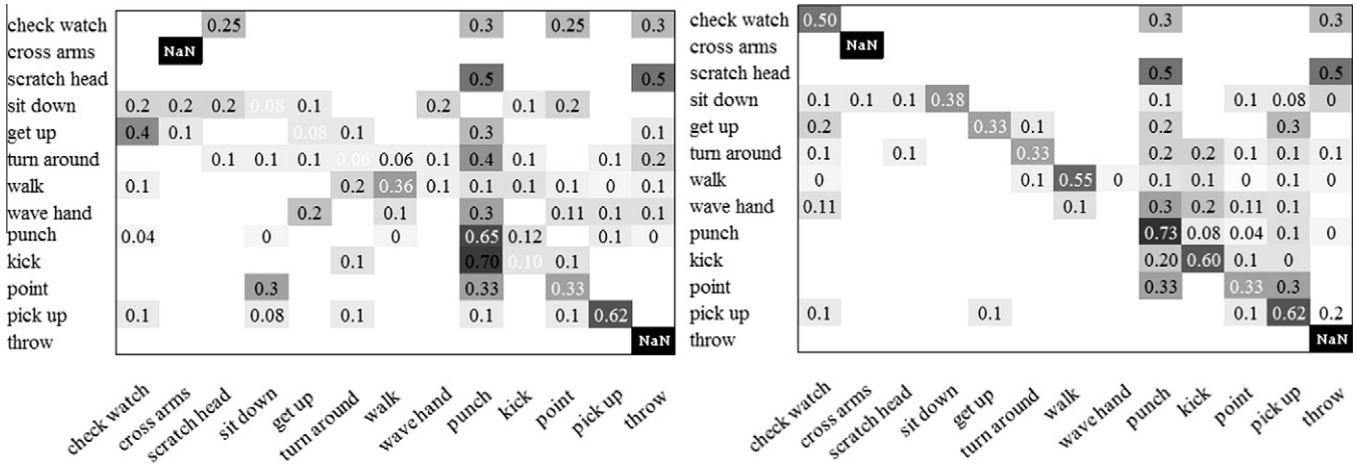 check watch 0.25 0.3 0.25 0.3
cross arms NaN
scratch head 0.5 0.5
sit down 0.2 0.2 0.2 0.08 0.1 0.2 0.1 0.2
get up 0.4 0.1 0.08 0.1 0.3 0.1
turn around 0.1 0.1 0.1 0.06 0.06 0.1 0.4 0.1 0.1 0.2
walk 0.1 0.2 0.36 0.1 0.1 0.1 0.1 0 0.1
wave hand 0.2 0.1 0.3 0.11 0.1 0.1
punch 0.04 0 0 0.65 0.12 0.1 0
kick 0.1 0.70 0.10 0.1
point 0.3 0.33 0.33
pick up 0.1 0.08 0.1 0.1 0.1 0.62
throw NaN
check watch cross arms scratch head sit down get up turn around walk wave hand punch kick point pick up throw
check watch 0.50 0.3 0.3
cross arms NaN
scratch head 0.5 0.5
sit down 0.1 0.1 0.1 0.38 0.1 0.1 0.08 0
get up 0.2 0.33 0.1 0.2 0.3
turn around 0.1 0.1 0.33 0.2 0.2 0.1 0.1 0.1
walk 0 0.1 0.55 0 0.1 0.1 0 0.1 0
wave hand 0.11 0.1 0.3 0.2 0.11 0.1
punch 0.73 0.08 0.04 0.1 0
kick 0.20 0.60 0.1 0
point 0.33 0.33 0.3
pick up 0.1 0.1 0.1 0.62 0.2
throw NaN
check watch cross arms scratch head sit down get up turn around walk wave hand punch kick point pick up throw